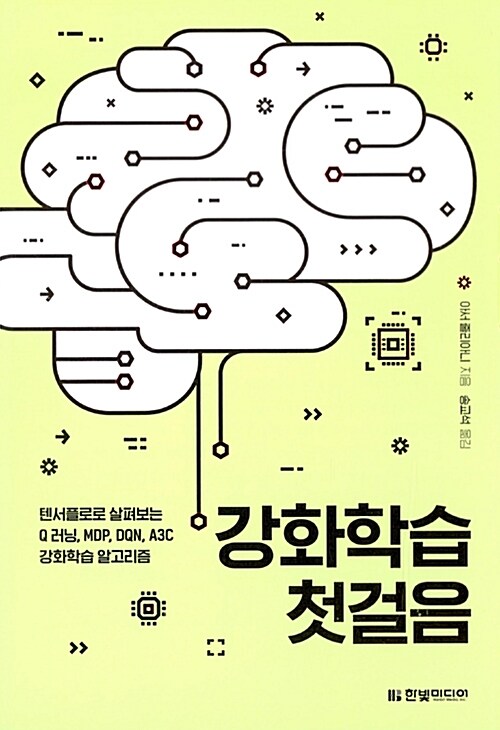 아서 줄리아니 지음 송교석 옮김
텐서플로로 살펴보는
Q 러닝, MDP, DQN, A3C
강화학습 알고리즘
강화학습
첫걸음
한빛미디어